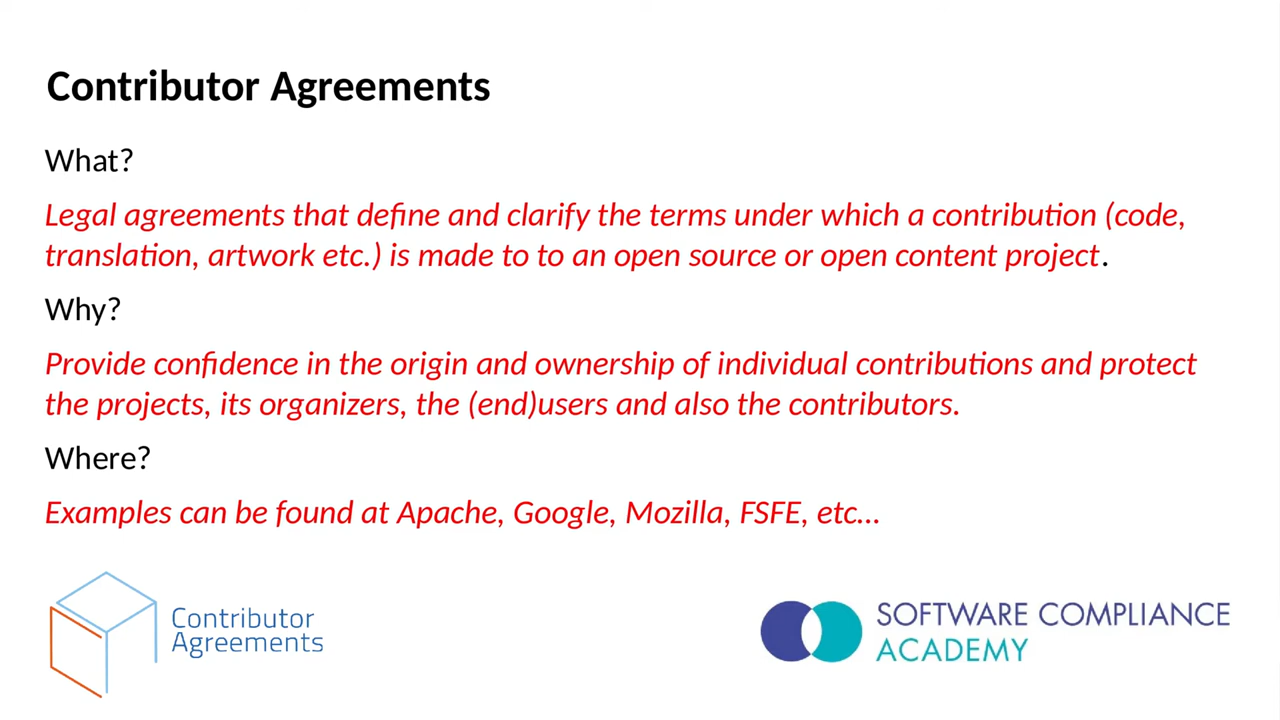 Contributor Agreements
What?
Legal agreements that define and clarify the terms under which a contribution (code,
translation, artwork etc.) is made to to an open source or open content project.
Why?
Provide confidence in the origin and ownership of individual contributions and protect
the projects, its organizers, the (end)users and also the contributors.
Where?
Examples can be found at Apache, Google, Mozilla, FSFE, etc...
Contributor
Agreements
SOFTWARE COMPLIANCE
ACADEMY